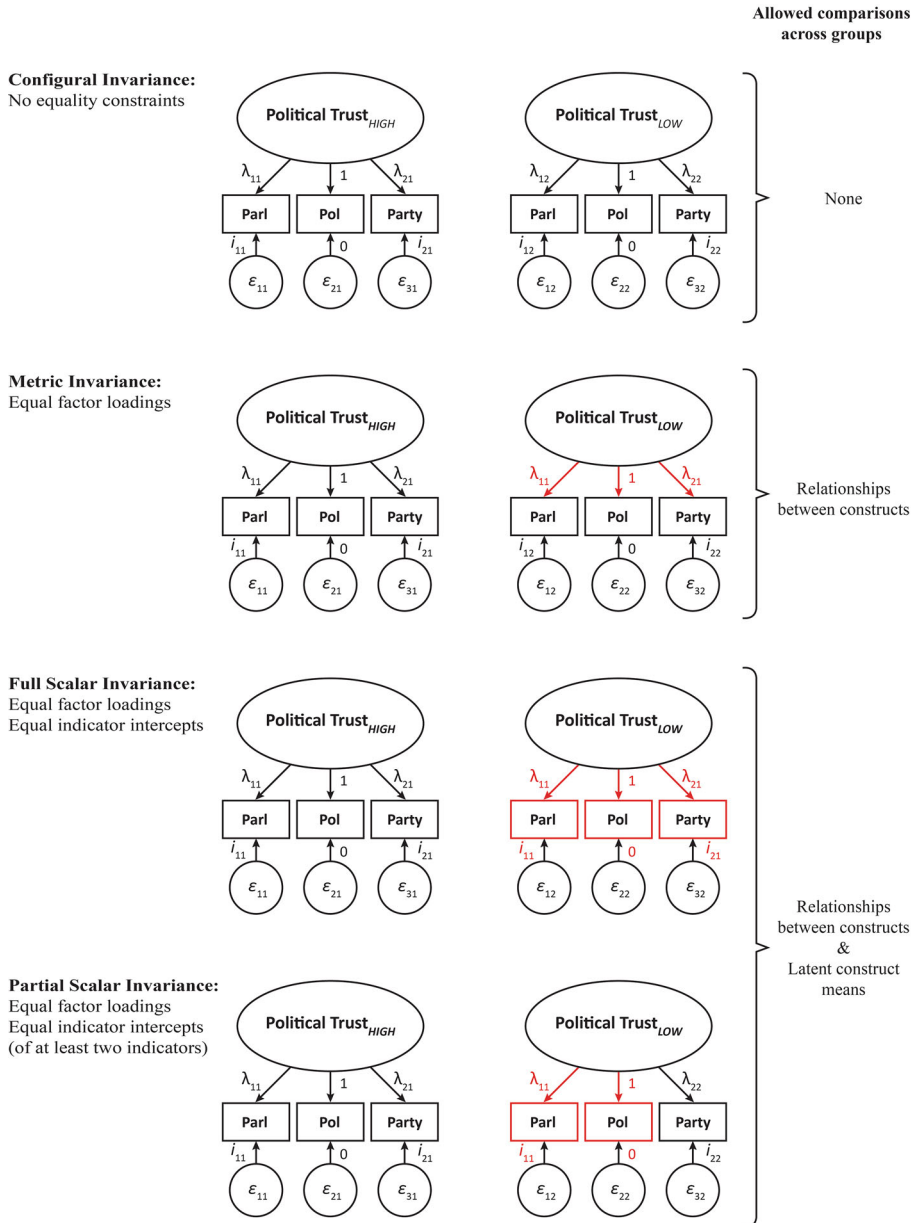 Allowed comparisons
across groups
Configural Invariance:
No equality constraints
Political Trust HIGH
Political Trust LOW
λ11 1 λ21
λ12 1 λ22
Parl Pol Party
Parl Pol Party
i11 0 i21
i12 0 i22
ε11 ε21 ε31
ε12 ε22 ε32
None
Metric Invariance:
Equal factor loadings
Political Trust HIGH
Political Trust LOW
λ11 1 λ21
λ11 1 λ21
Parl Pol Party
Parl Pol Party
i11 0 i21
i12 0 i22
ε11 ε21 ε31
ε12 ε22 ε32
Relationships
between constructs
Full Scalar Invariance:
Equal factor loadings
Equal indicator intercepts
Political Trust HIGH
Political Trust LOW
λ11 1 λ21
λ11 1 λ21
Parl Pol Party
Parl Pol Party
i11 0 i21
i11 0 i21
ε11 ε21 ε31
ε12 ε22 ε32
Relationships
between constructs
&
Latent construct
means
Partial Scalar Invariance:
Equal factor loadings
Equal indicator intercepts
(of at least two indicators)
Political Trust HIGH
Political Trust LOW
λ11 1 λ21
λ11 1 λ22
Parl Pol Party
Parl Pol Party
i11 0 i21
i11 0 i22
ε11 ε21 ε31
ε12 ε22 ε32